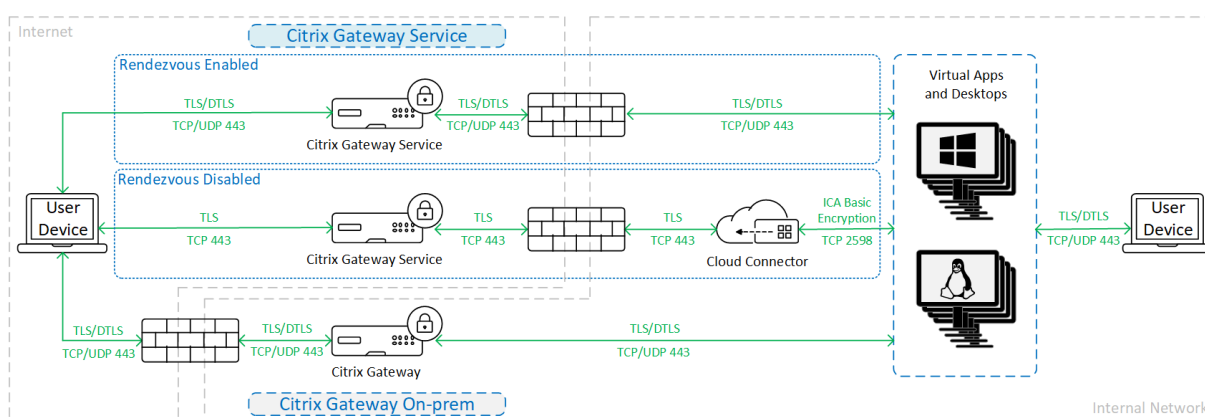 Internet
Citrix Gateway Service
Rendezvous Enabled
TLS/DTLS
TCP/UDP 443
Citrix Gateway Service
TLS/DTLS
TCP/UDP 443
TLS/DTLS
TCP/UDP 443
Virtual Apps
and Desktops
Rendezvous Disabled
User
Device
TLS
TCP 443
Citrix Gateway Service
TLS
TCP 443
TLS
TCP 443
Cloud Connector
ICA Basic
Encryption
TCP 2598
TLS/DTLS
TCP/UDP 443
User
Device
TLS/DTLS
TCP/UDP 443
TLS/DTLS
TCP/UDP 443
Citrix Gateway
TLS/DTLS
TCP/UDP 443
Citrix Gateway On-prem
Internal Network